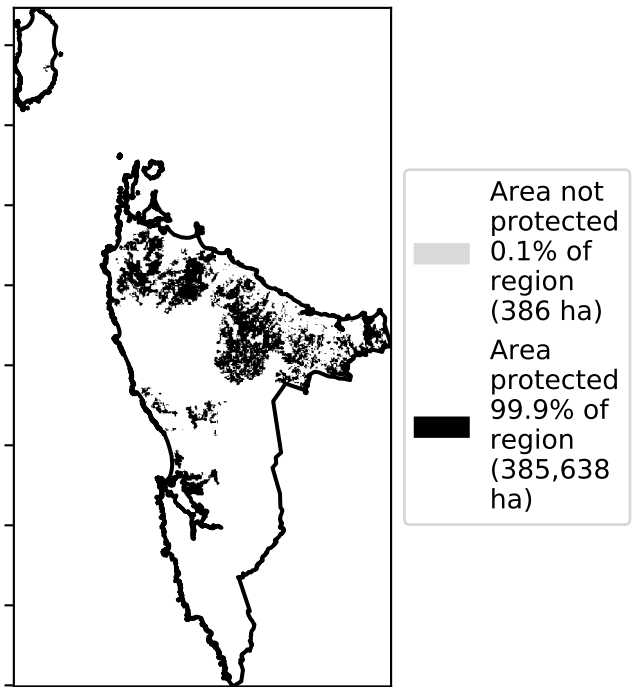 Area not
protected
0.1% of
region
(386 ha)
Area
protected
99.9% of
region
(385,638
ha)